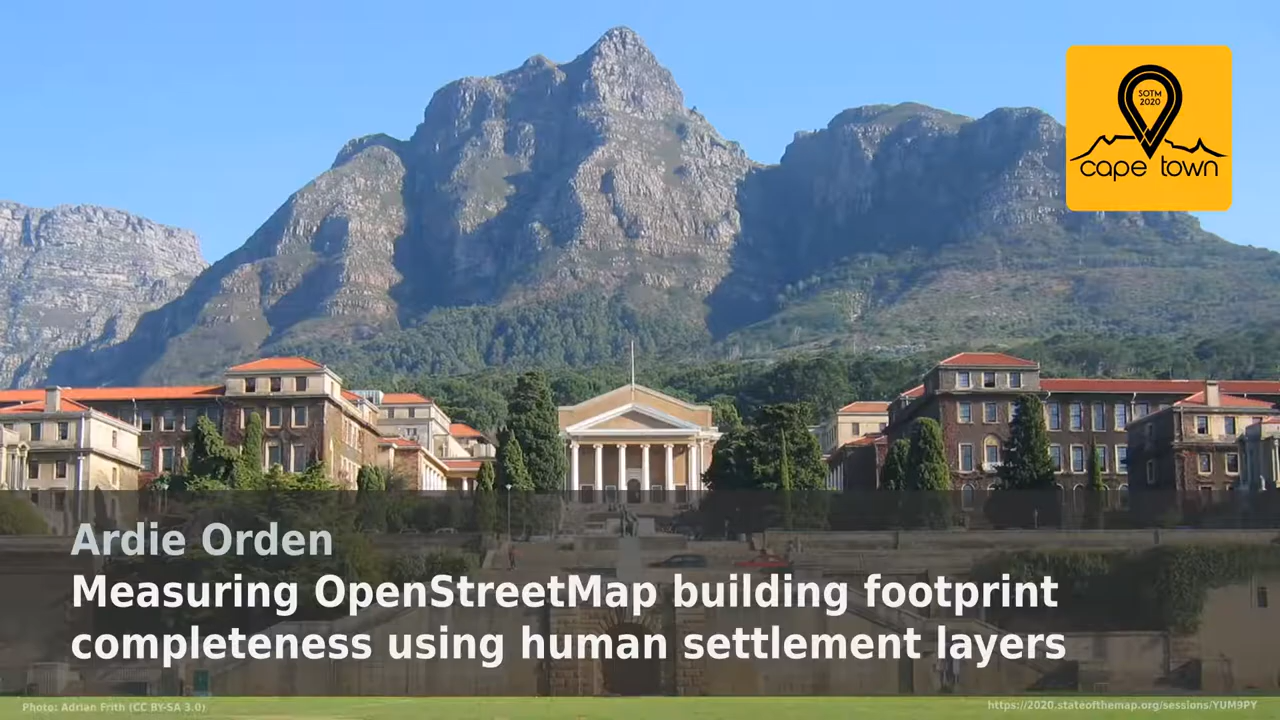 SOTM
2020
cape town
Ardie Orden
Measuring OpenStreetMap building footprint
completeness using human settlement layers
Photo: Adrian Frith (CC BY-SA 3.0)
https://2020.stateofthemap.org/sessions/YUM9PY